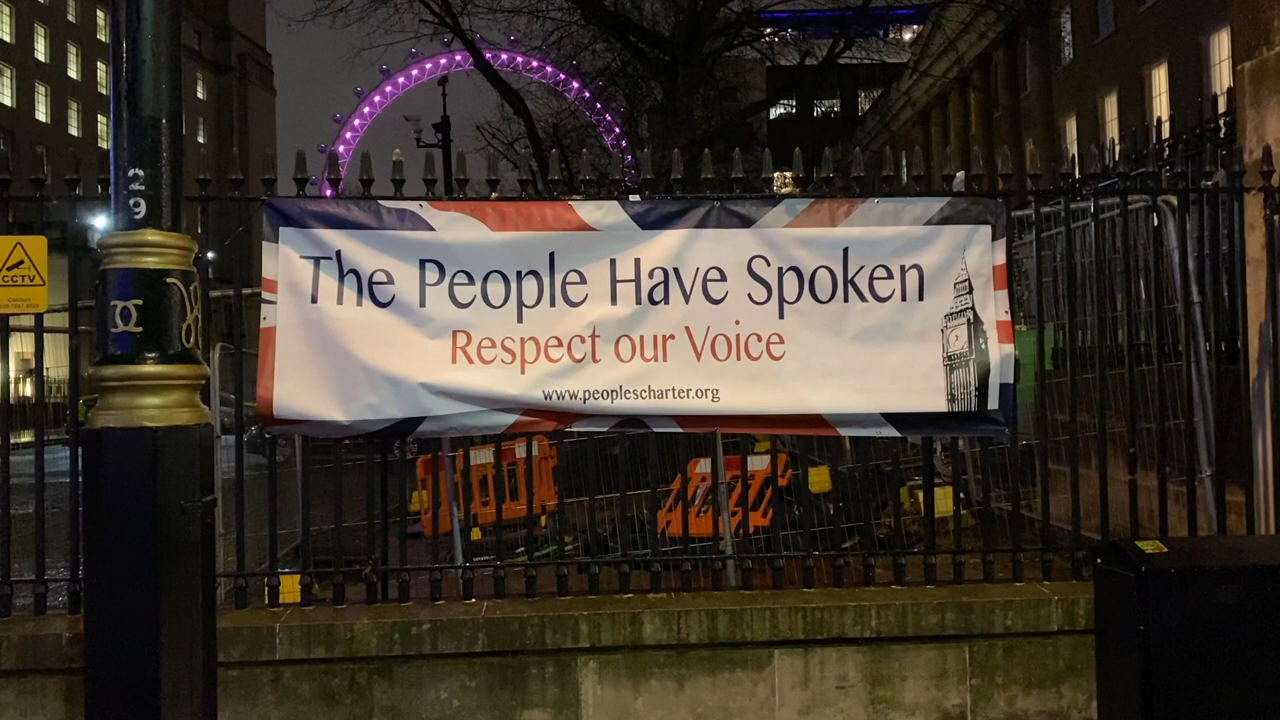 The People Have Spoken
Respect our Voice
www.peoplescharter.org
29
CCTV